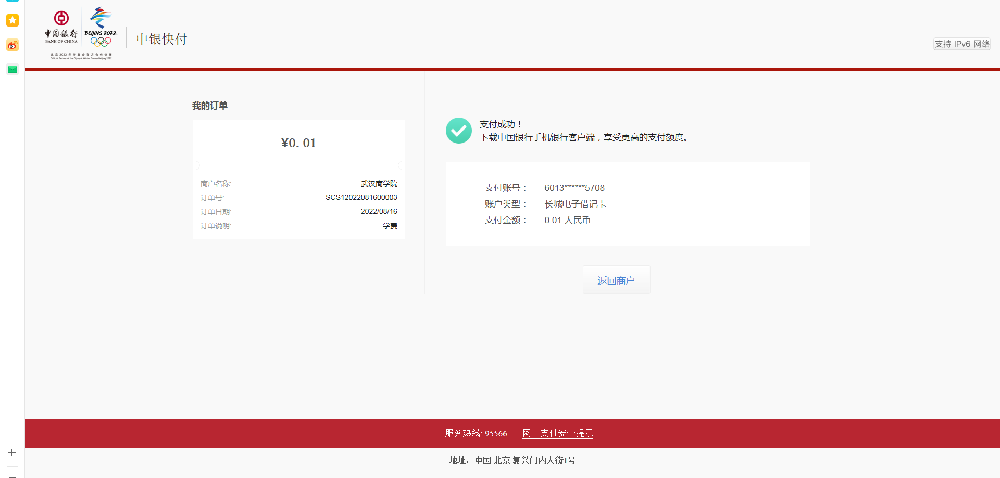 中国银行
BANK OF CHINA
BEIJING 2022
北京2022年冬奥会官方合作伙伴
Official Partner of the Olympic Winter Games Beijing 2022
中银快付
支持 IPv6 网络
我的订单
¥0.01
商户名称: 武汉商学院
订单号: SCS12022081600003
订单日期: 2022/08/16
订单说明: 学费
支付成功！
下载中国银行手机银行客户端，享受更高的支付额度。
支付账号： 6013******5708
账户类型： 长城电子借记卡
支付金额： 0.01 人民币
返回商户
服务热线: 95566 网上支付安全提示
地址：中国 北京 复兴门内大街1号